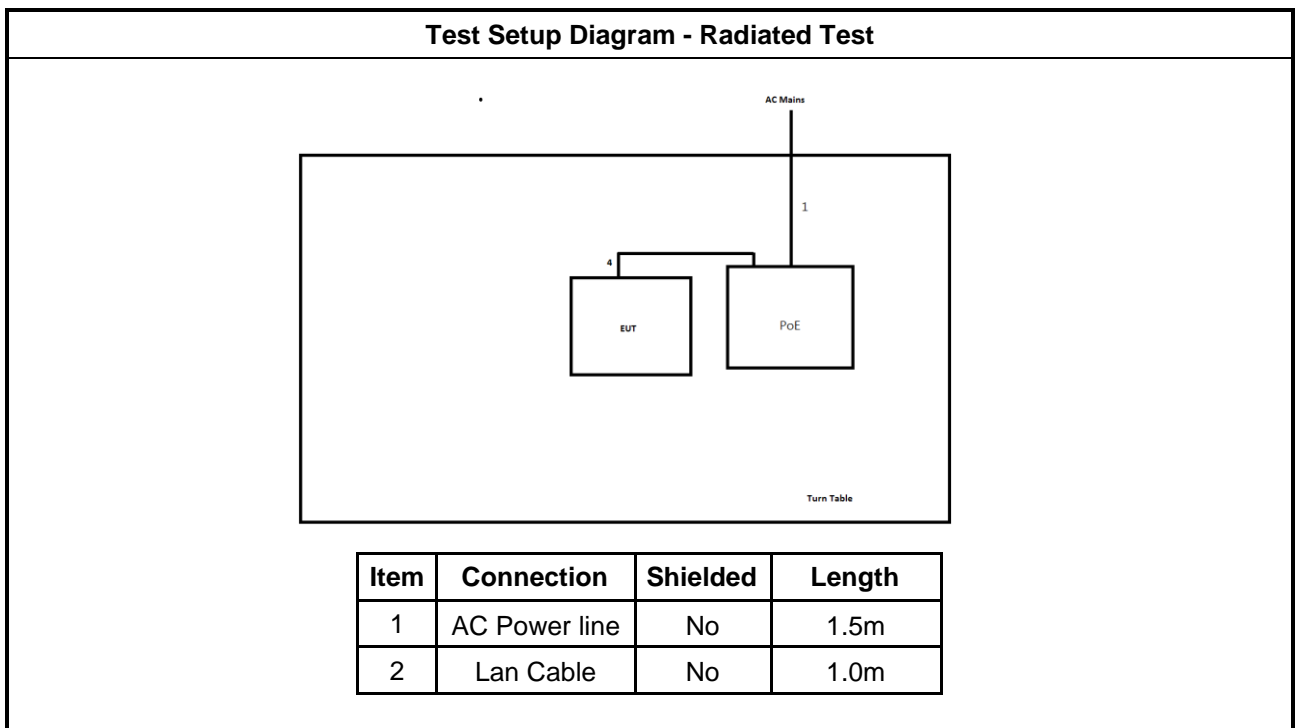 Test Setup Diagram - Radiated Test
AC Mains
1
4
EUT
PoE
Turn Table
Item Connection Shielded Length
1 AC Power line No 1.5m
2 Lan Cable No 1.0m